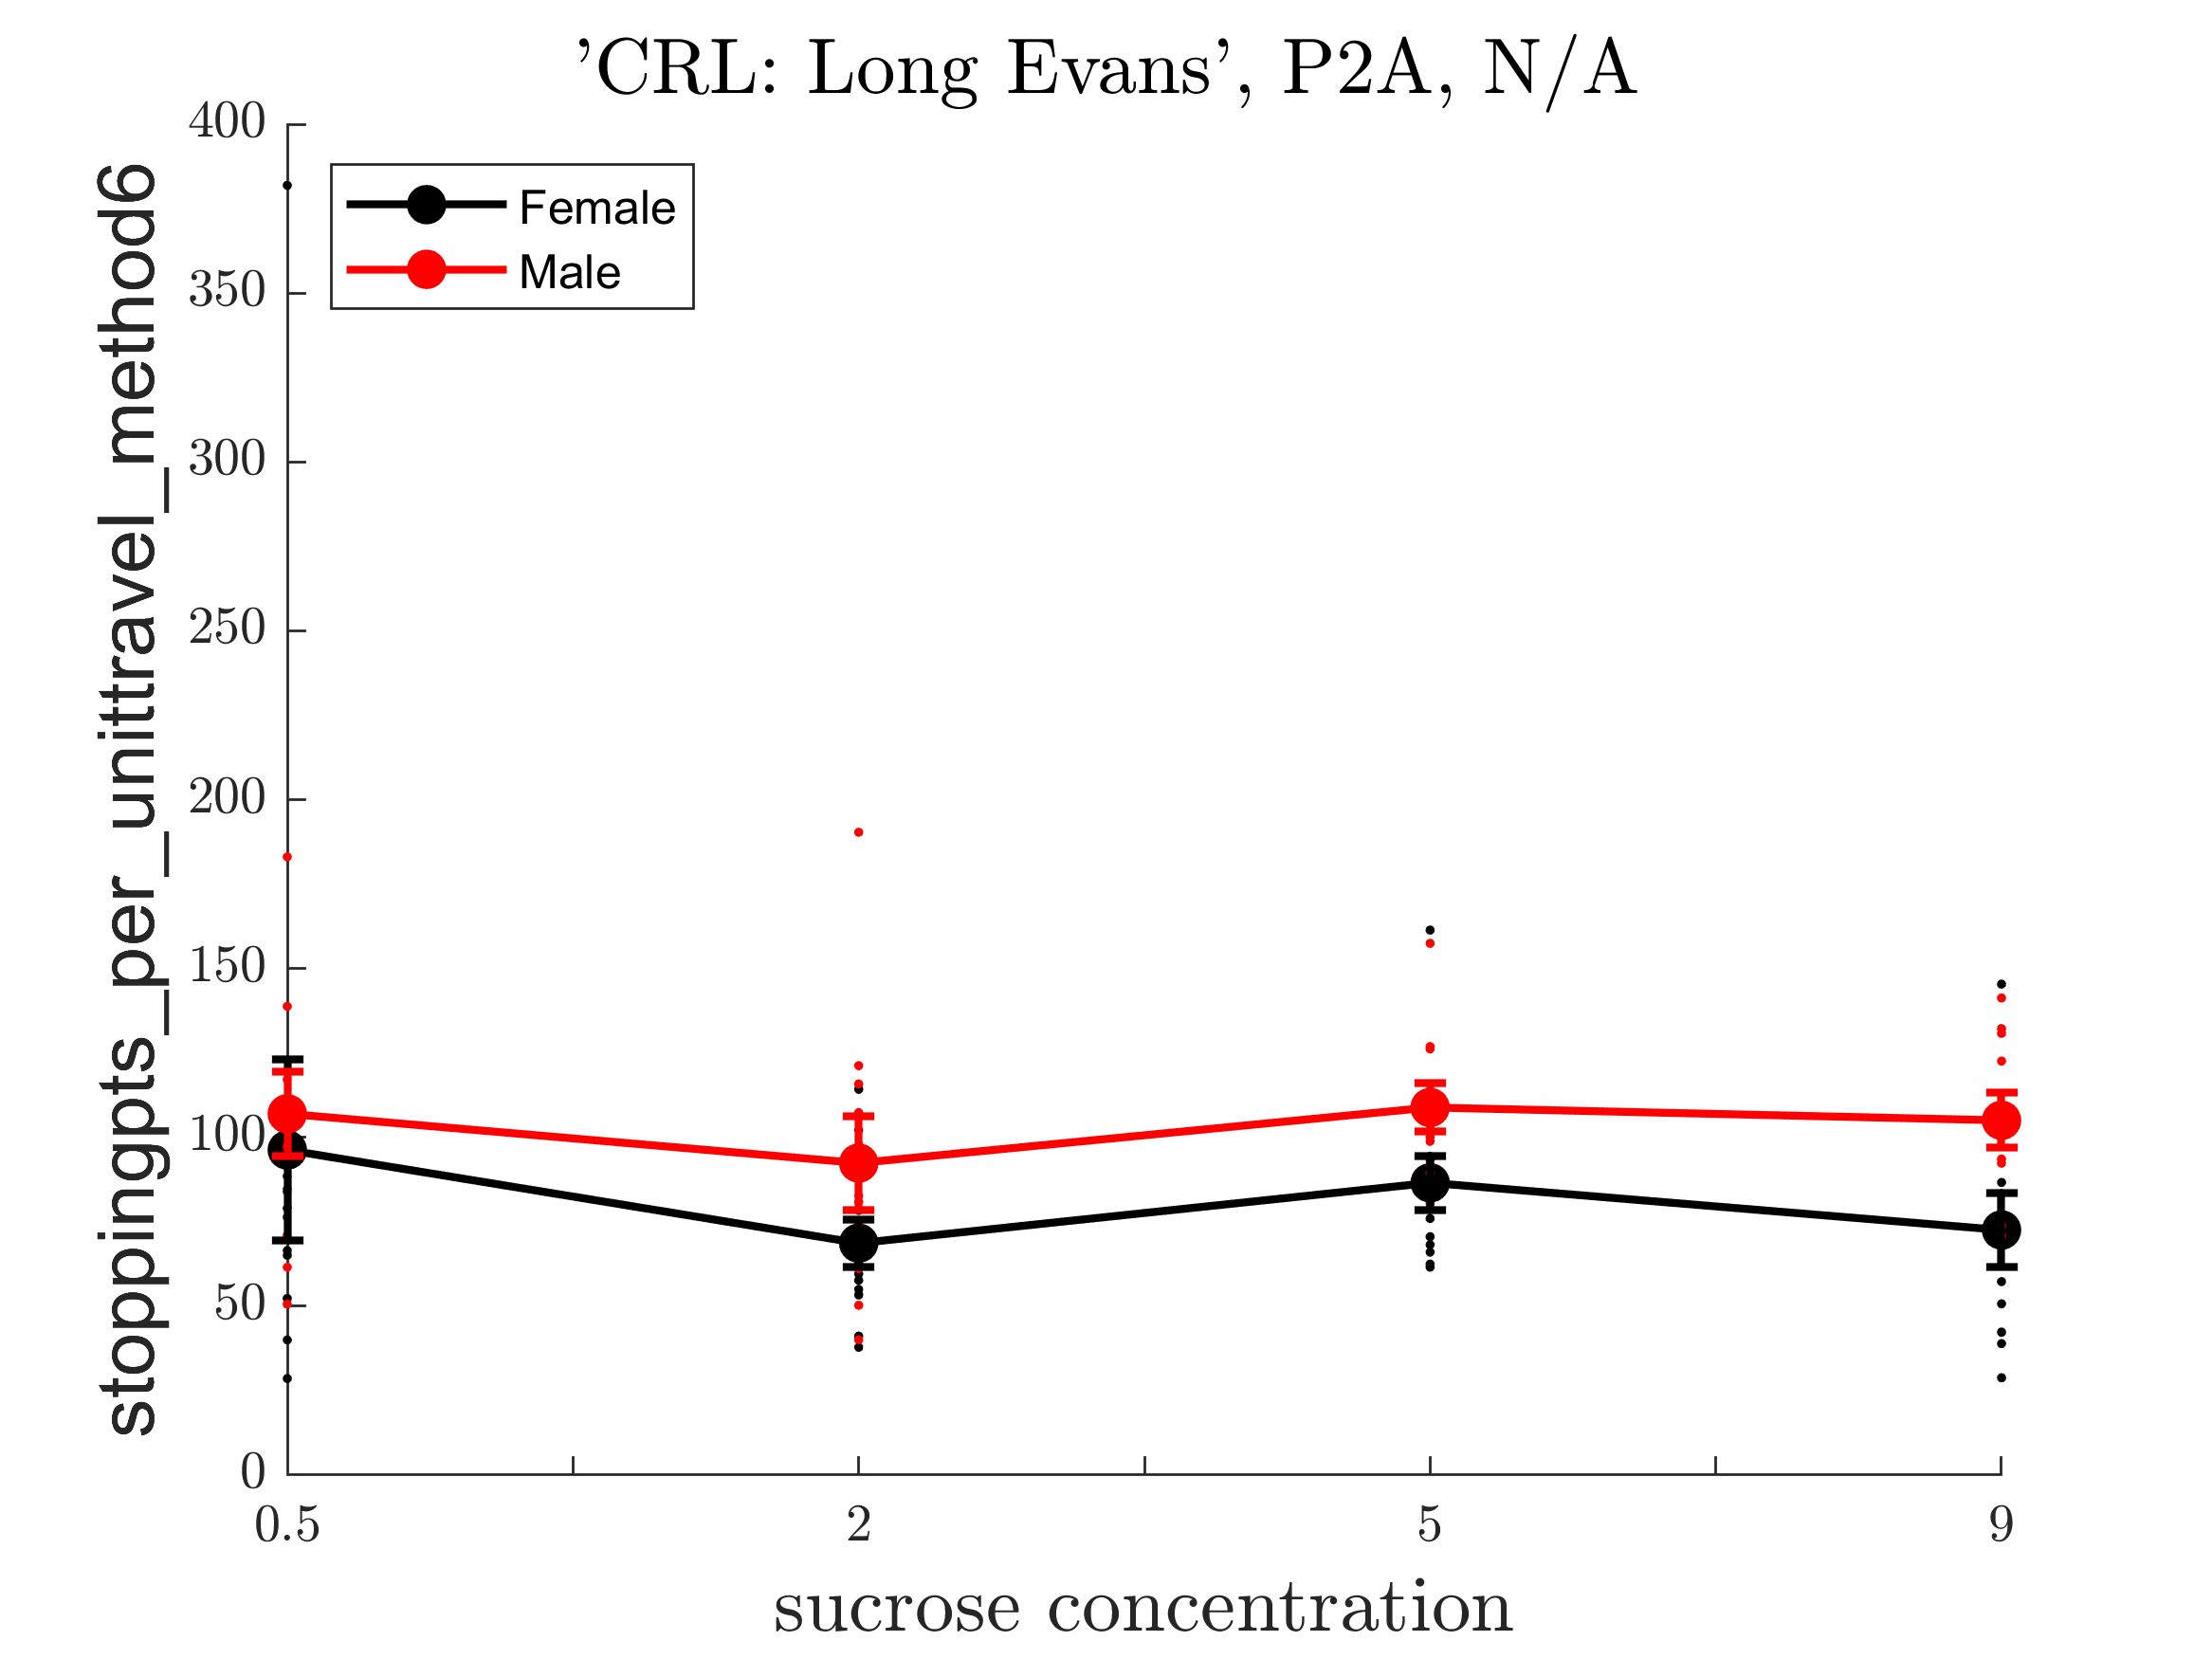 ’CRL: Long Evans’, P2A, N/A
stoppingpts_per_unittravel_method6
400
350
300
250
200
150
100
50
0
Female
Male
0.5 2 5 9
sucrose concentration